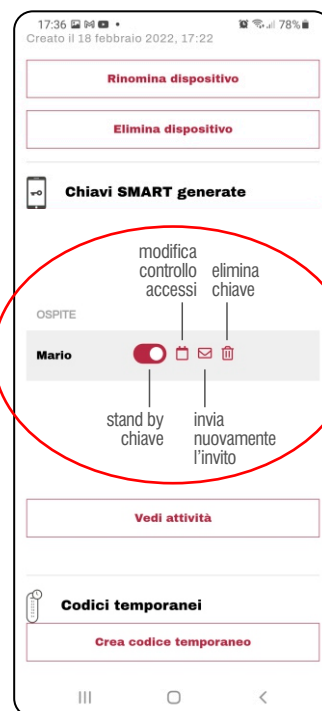 17:36 78%
Creato il 18 febbraio 2022, 17:22
Rinomina dispositivo
Elimina dispositivo
Chiavi SMART generate
modifica
controllo
accessi
elimina
chiave
OSPITE
Mario
stand by
chiave
invia
nuovamente
l'invito
Vedi attività
Codici temporanei
Crea codice temporaneo